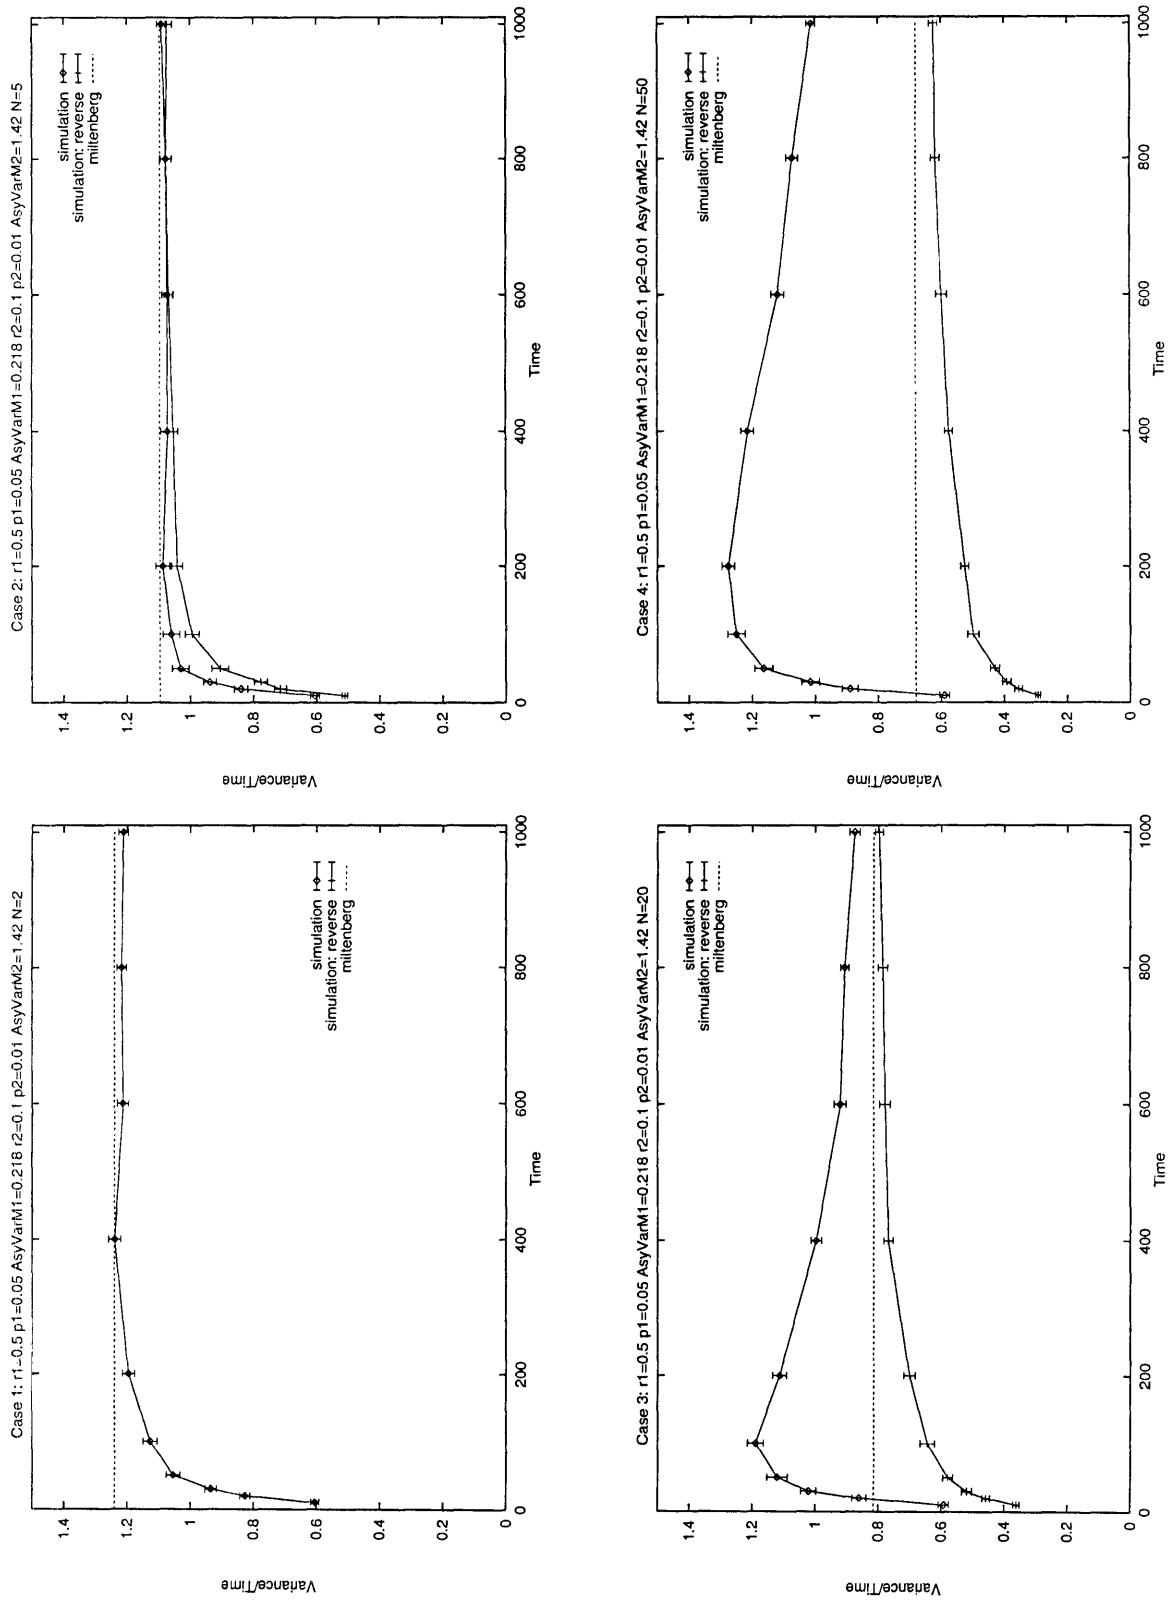 Case 1: r1=0.5 p1=0.05 AsyVarM1=0.218 r2=0.1 p2=0.01 AsyVarM2=1.42 N=2
simulation
simulation: reverse
miltenberg
Variance/Time
1.4
1.2
1
0.8
0.6
0.4
0.2
0
0
200
400
600
800
1000
Time
Case 2: r1=0.5 p1=0.05 AsyVarM1=0.218 r2=0.1 p2=0.01 AsyVarM2=1.42 N=5
simulation
simulation: reverse
miltenberg
Variance/Time
1.4
1.2
1
0.8
0.6
0.4
0.2
0
0
200
400
600
800
1000
Time
Case 3: r1=0.5 p1=0.05 AsyVarM1=0.218 r2=0.1 p2=0.01 AsyVarM2=1.42 N=20
simulation
simulation: reverse
miltenberg
Variance/Time
1.4
1.2
1
0.8
0.6
0.4
0.2
0
0
200
400
600
800
1000
Time
Case 4: r1=0.5 p1=0.05 AsyVarM1=0.218 r2=0.1 p2=0.01 AsyVarM2=1.42 N=50
simulation
simulation: reverse
miltenberg
Variance/Time
1.4
1.2
1
0.8
0.6
0.4
0.2
0
0
200
400
600
800
1000
Time